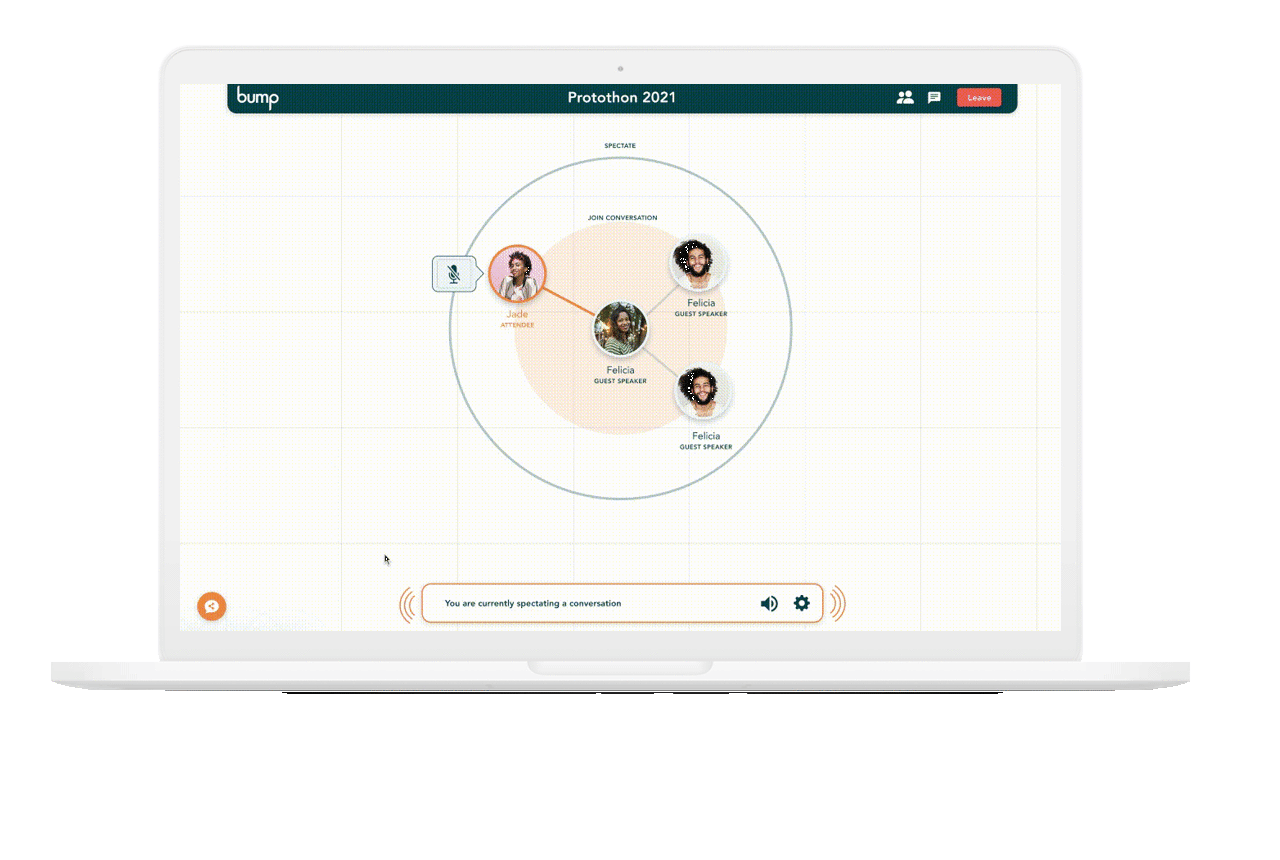 bump
Protothon 2021
Leave
SPECTATE
JOIN CONVERSATION
Jade
ATTENDEE
Felicia
GUEST SPEAKER
Felicia
GUEST SPEAKER
Felicia
GUEST SPEAKER
You are currently spectating a conversation